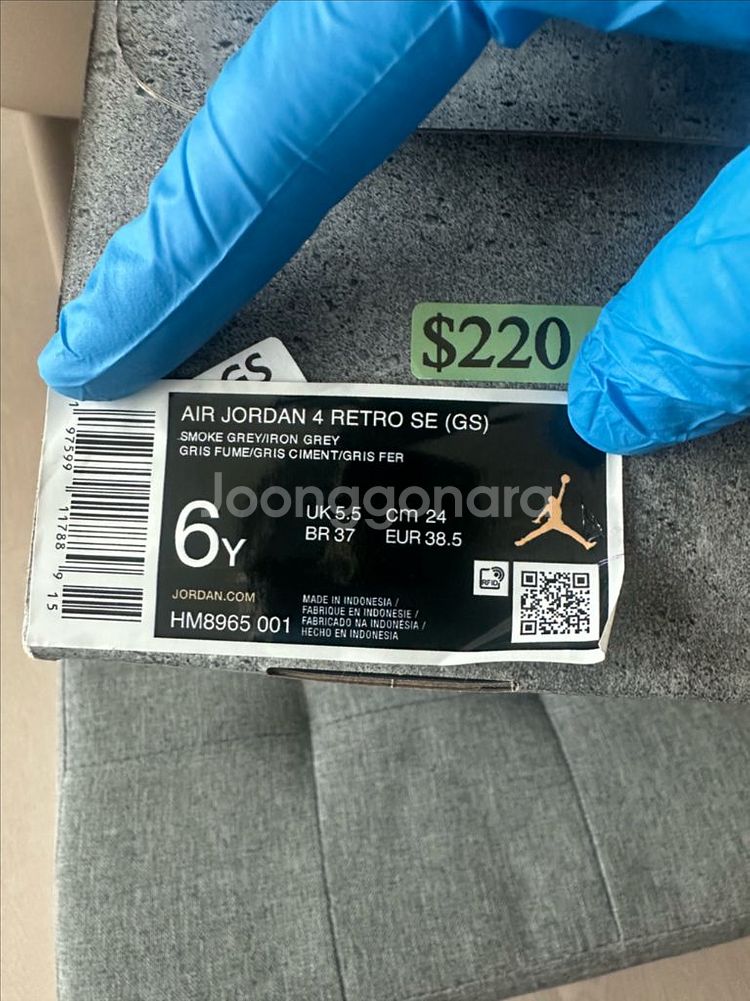 $220
GS
AIR JORDAN 4 RETRO SE (GS)
SMOKE GREY/IRON GREY
GRIS FUME/GRIS CIMENT/GRIS FER
6Y
UK 5.5 cm 24
BR 37 EUR 38.5
Joonggonara
RFID
JORDAN.COM
HM8965 001
MADE IN INDONESIA /
FABRIQUE EN INDONESIE /
FABRICADO NA INDONÉSIA /
HECHO EN INDONESIA
1 97599 11788 9 15